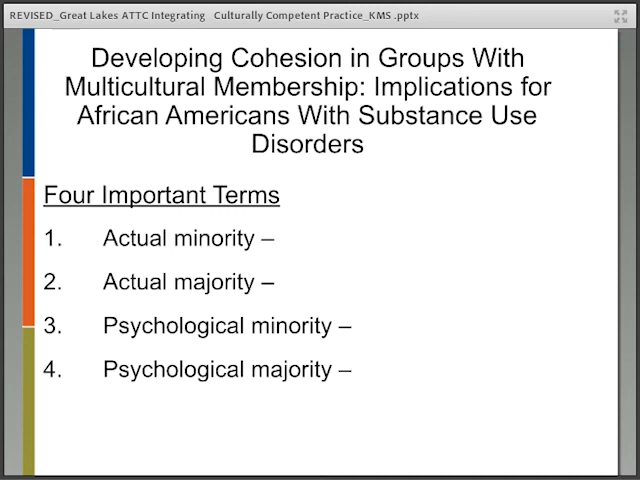 REVISED_Great Lakes ATTC Integrating Culturally Competent Practice_KMS .pptx
Developing Cohesion in Groups With
Multicultural Membership: Implications for
African Americans With Substance Use
Disorders
Four Important Terms
1. Actual minority –
2. Actual majority –
3. Psychological minority –
4. Psychological majority –